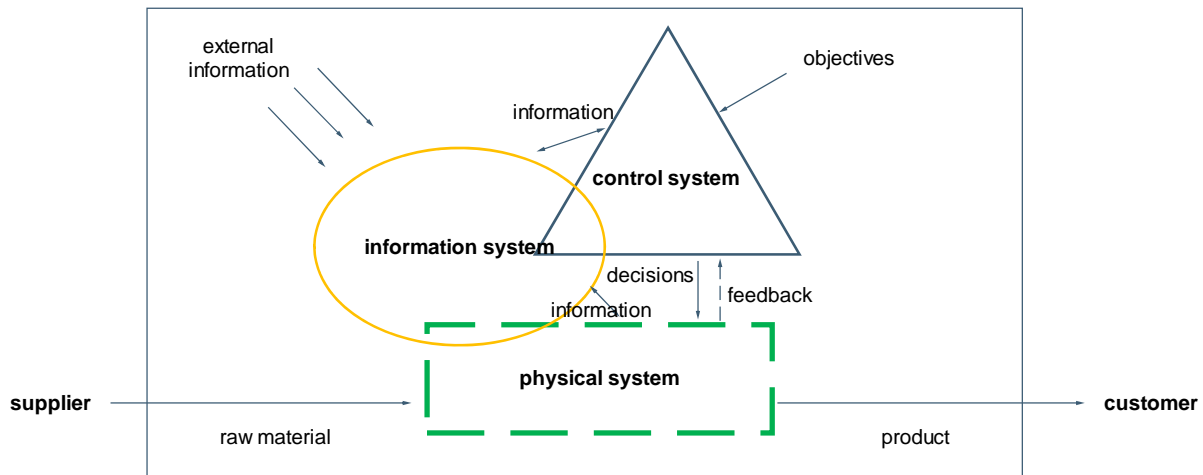 external
information
objectives
information
control system
information system
decisions
feedback
information
physical system
supplier
customer
raw material
product